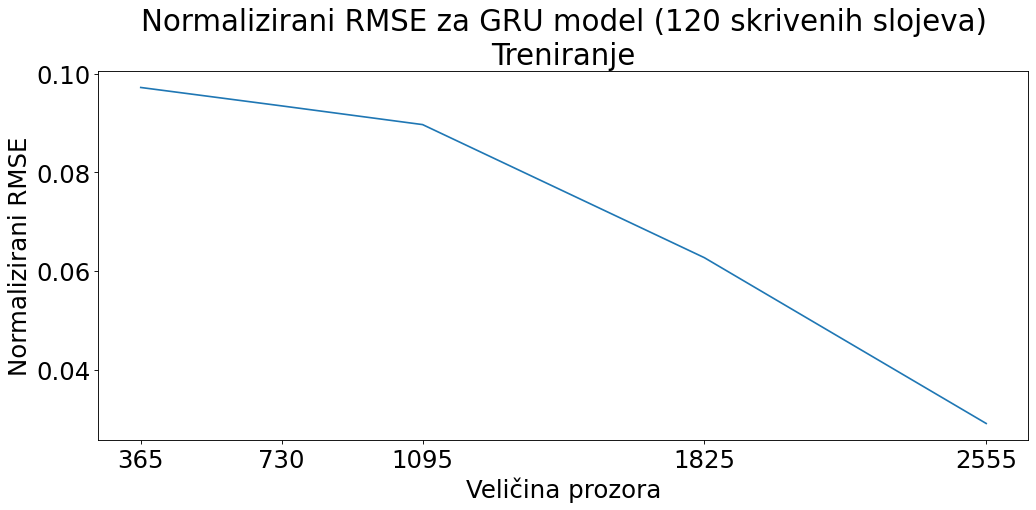 Normalizirani RMSE za GRU model (120 skrivenih slojeva)
Treniranje
Normalizirani RMSE
0.10
0.08
0.06
0.04
365 730 1095 1825 2555
Veličina prozora